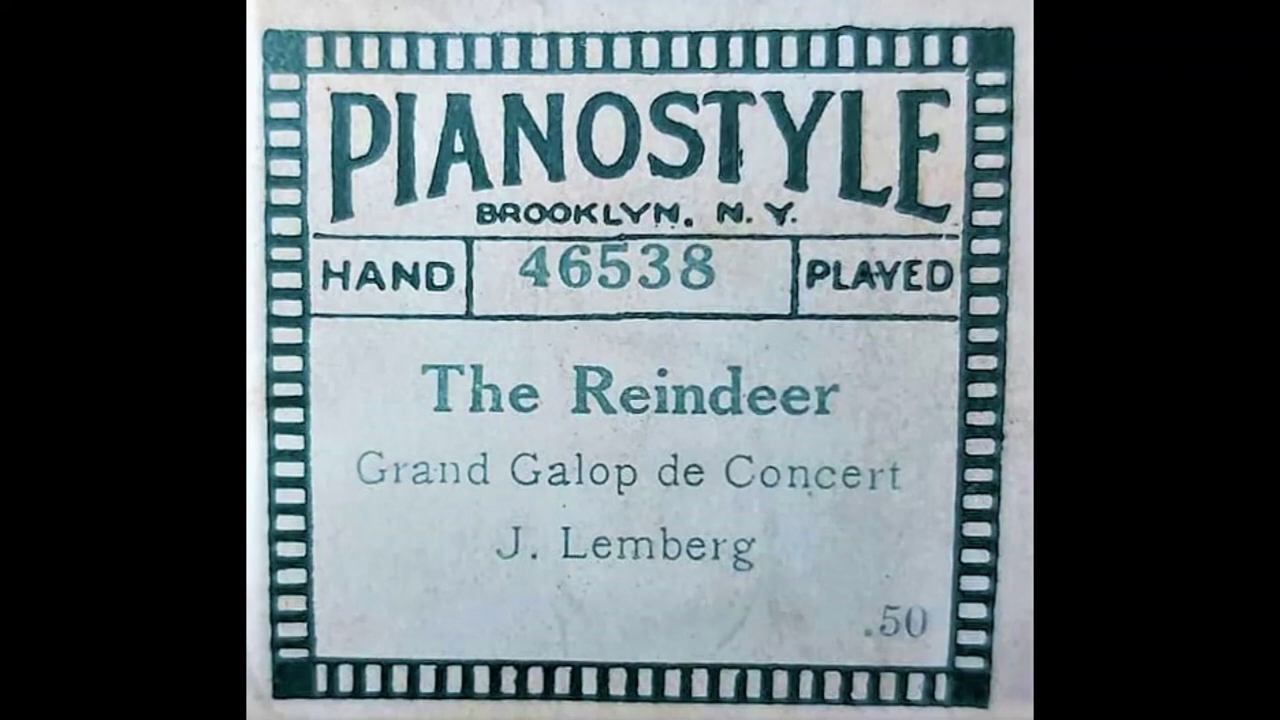 PIANOSTYLE
BROOKLYN, N. Y.
HAND 46538 PLAYED
The Reindeer
Grand Galop de Concert
J. Lemberg
.50